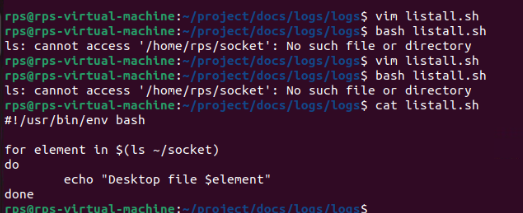 rps@rps-virtual-machine:~/project/docs/logs/logs$ vim listall.sh
rps@rps-virtual-machine:~/project/docs/logs/logs$ bash listall.sh
ls: cannot access '/home/rps/socket': No such file or directory
rps@rps-virtual-machine:~/project/docs/logs/logs$ vim listall.sh
rps@rps-virtual-machine:~/project/docs/logs/logs$ bash listall.sh
ls: cannot access '/home/rps/socket': No such file or directory
rps@rps-virtual-machine:~/project/docs/logs/logs$ cat listall.sh
#!/usr/bin/env bash
for element in $(ls ~/socket)
do
        echo "Desktop file $element"
done
rps@rps-virtual-machine:~/project/docs/logs/logs$